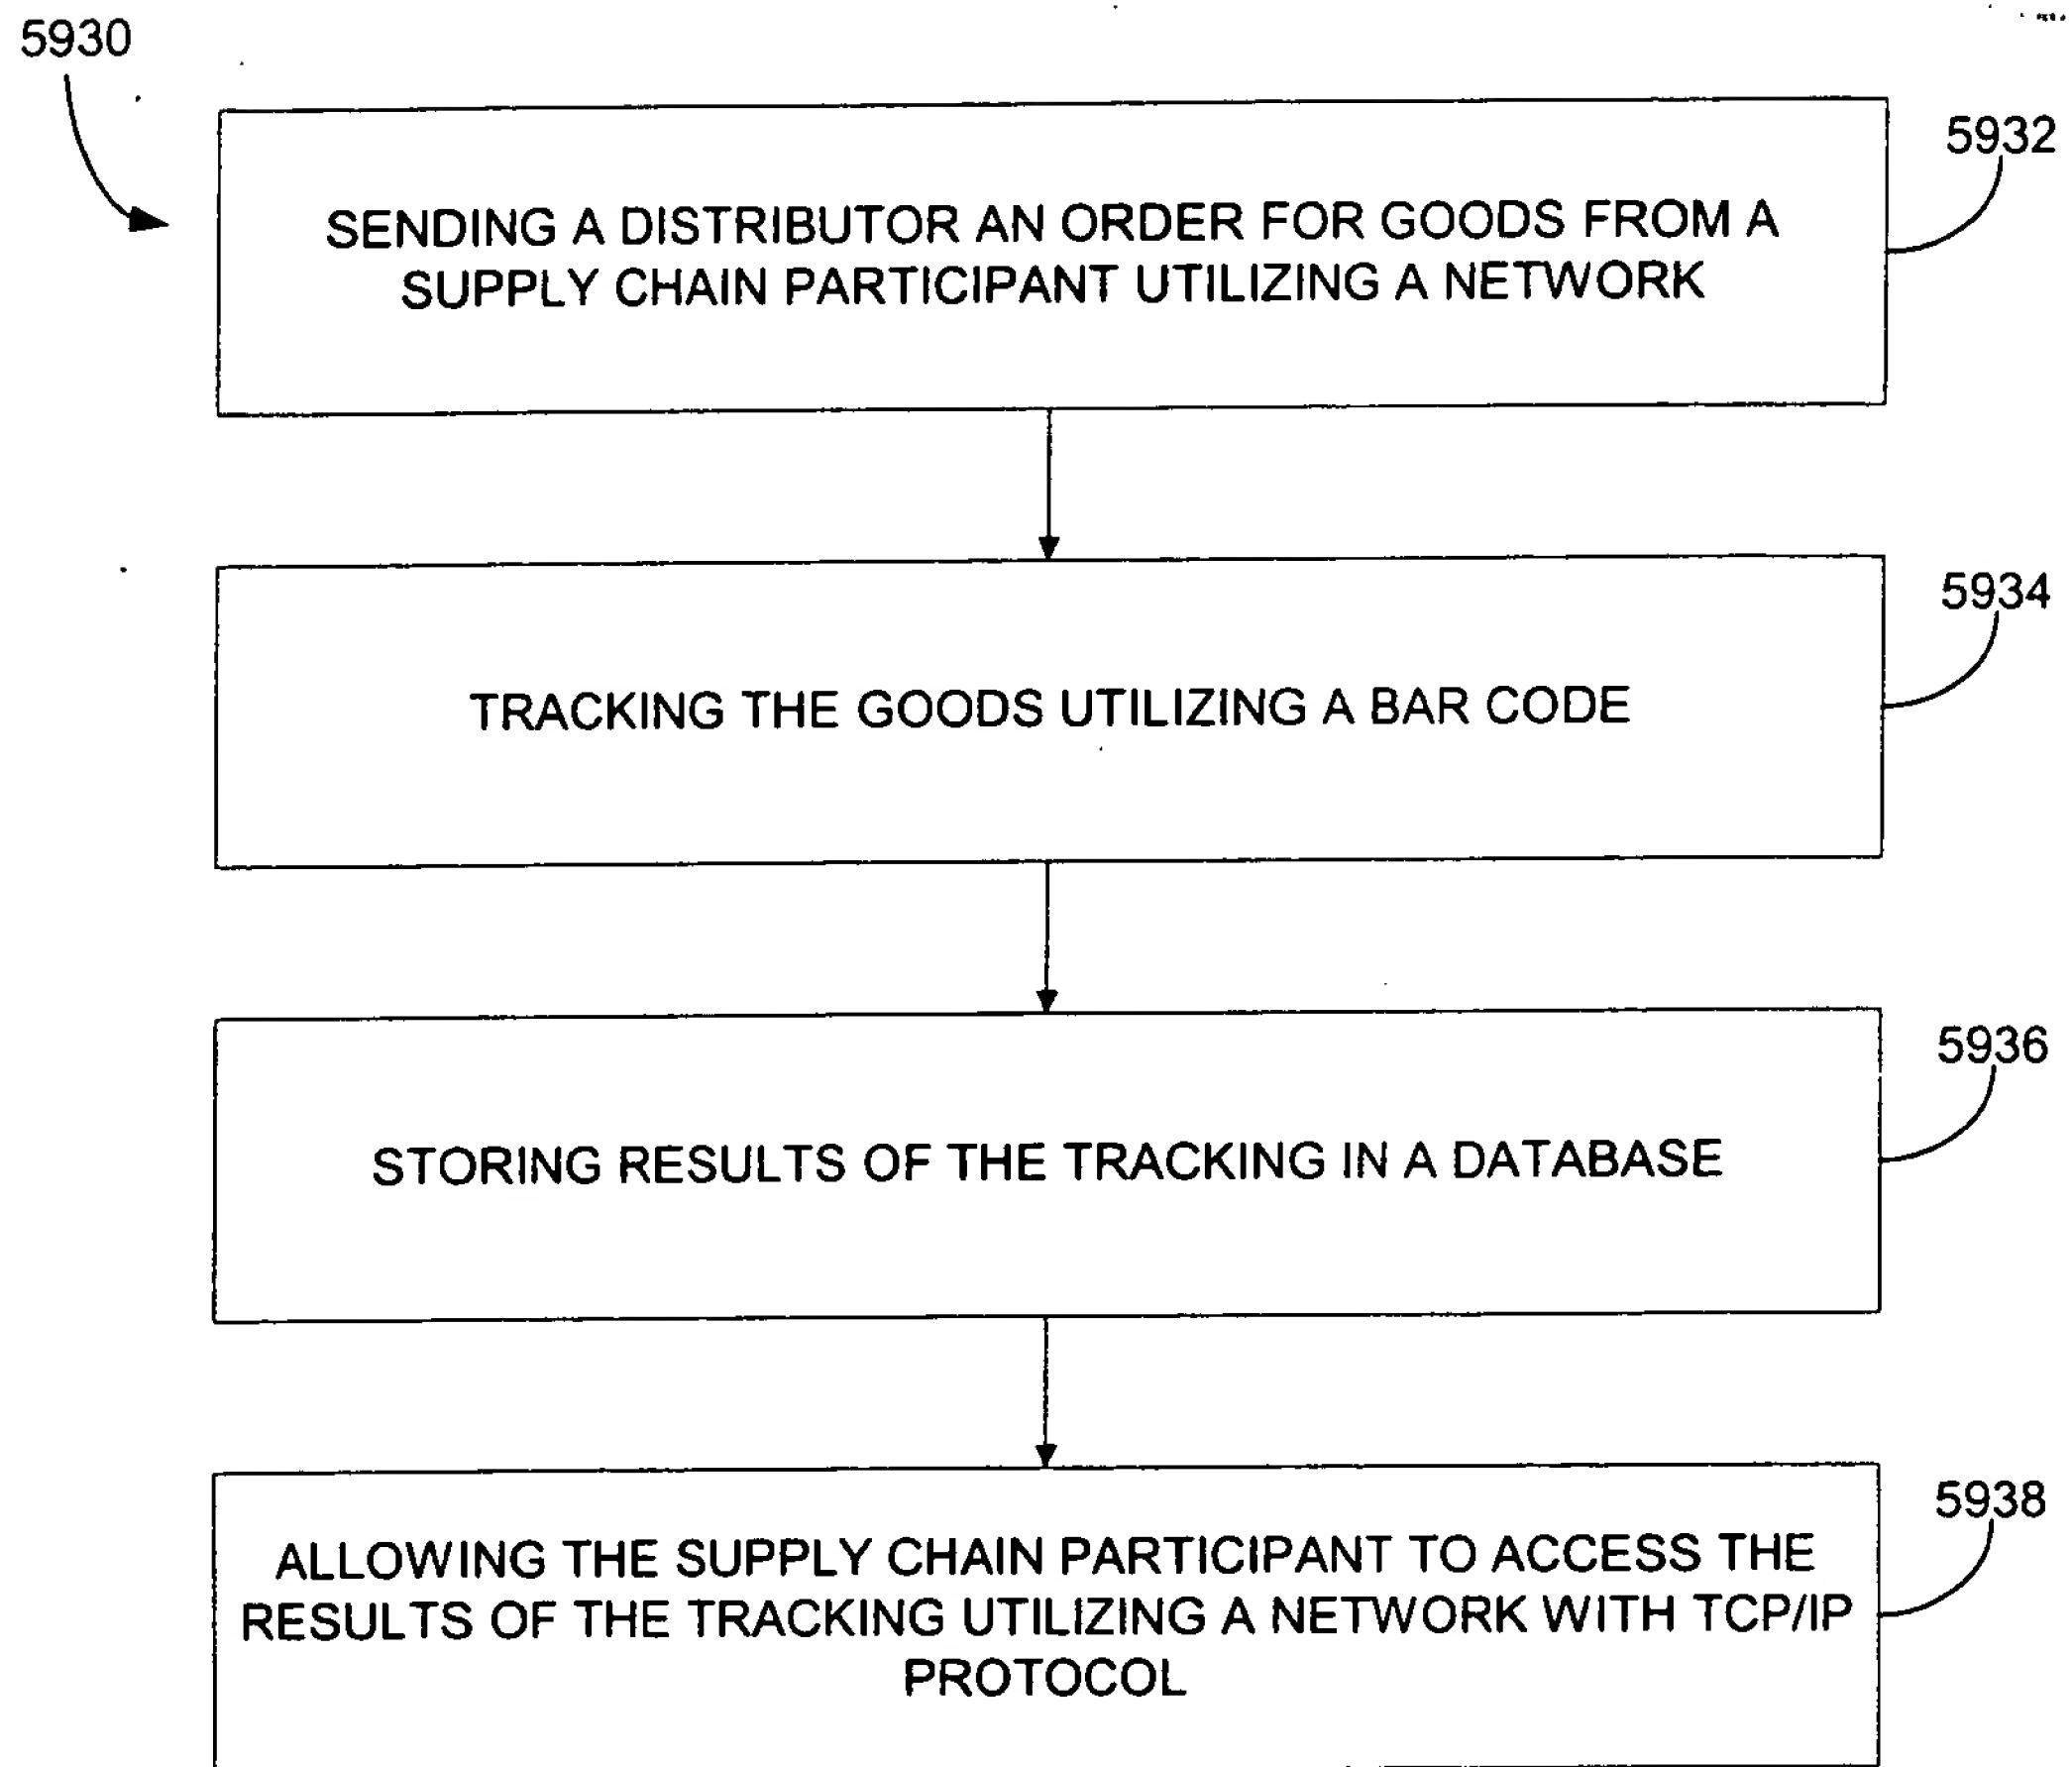 5930
5932
SENDING A DISTRIBUTOR AN ORDER FOR GOODS FROM A
SUPPLY CHAIN PARTICIPANT UTILIZING A NETWORK
5934
TRACKING THE GOODS UTILIZING A BAR CODE
5936
STORING RESULTS OF THE TRACKING IN A DATABASE
5938
ALLOWING THE SUPPLY CHAIN PARTICIPANT TO ACCESS THE
RESULTS OF THE TRACKING UTILIZING A NETWORK WITH TCP/IP
PROTOCOL